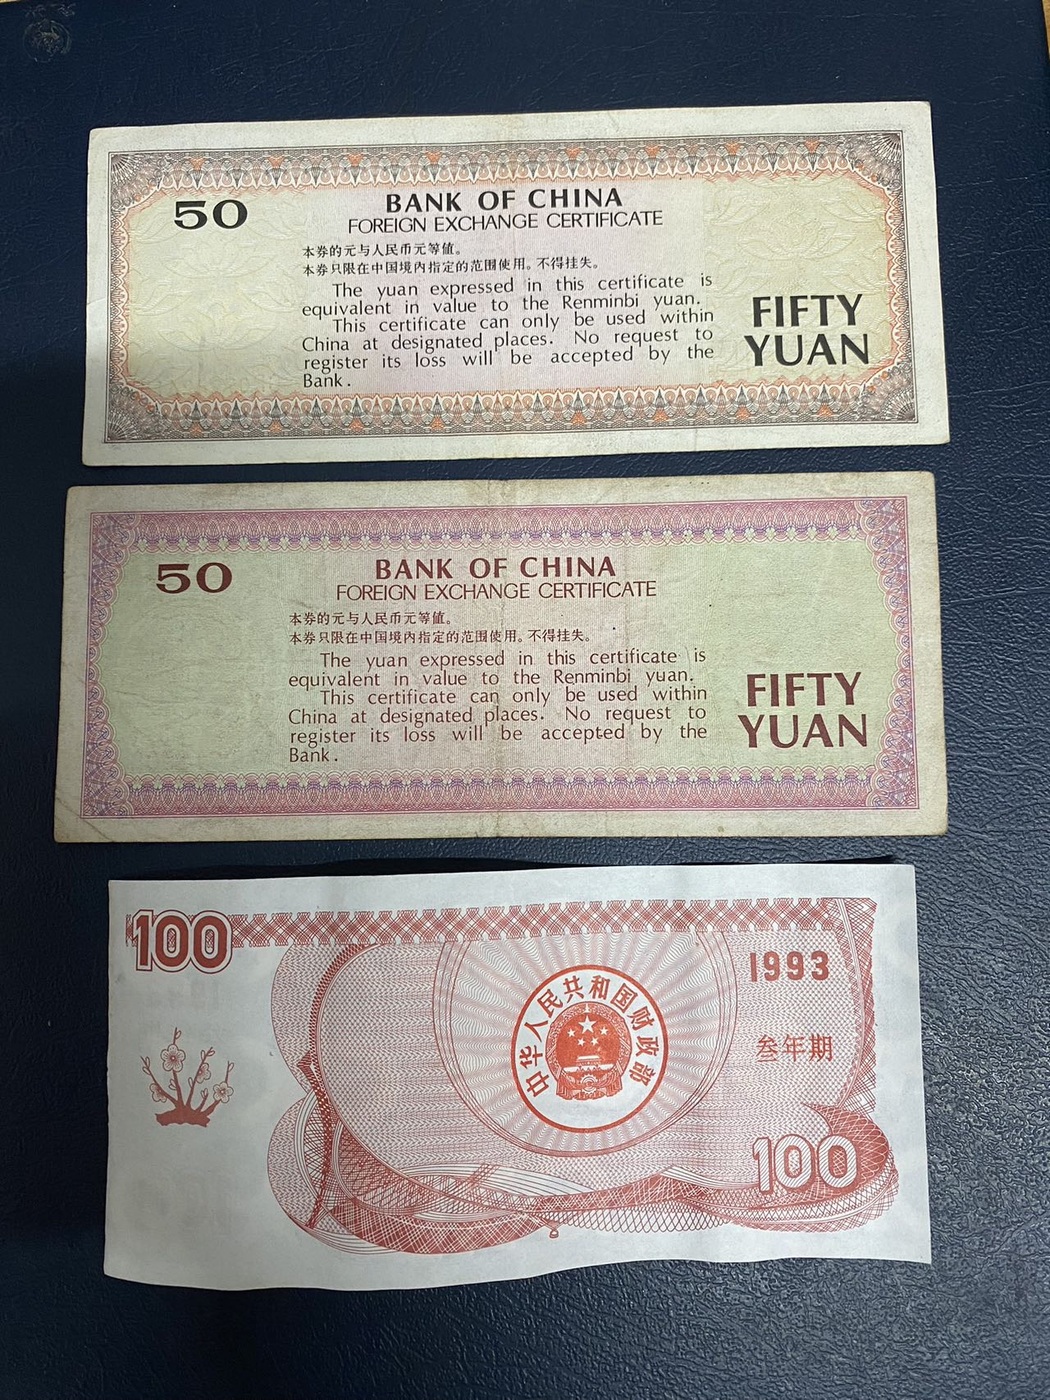 50
BANK OF CHINA
FOREIGN EXCHANGE CERTIFICATE
本券的元与人民币元等值。
本券只限在中国境内指定的范围使用。不得挂失。
The yuan expressed in this certificate is
equivalent in value to the Renminbi yuan.
This certificate can only be used within
China at designated places. No request to
register its loss will be accepted by the
Bank.
FIFTY
YUAN
50
BANK OF CHINA
FOREIGN EXCHANGE CERTIFICATE
本券的元与人民币元等值。
本券只限在中国境内指定的范围使用。不得挂失。
The yuan expressed in this certificate is
equivalent in value to the Renminbi yuan.
This certificate can only be used within
China at designated places. No request to
register its loss will be accepted by the
Bank.
FIFTY
YUAN
100
1993
中华人民共和国财政部
叁年期
100